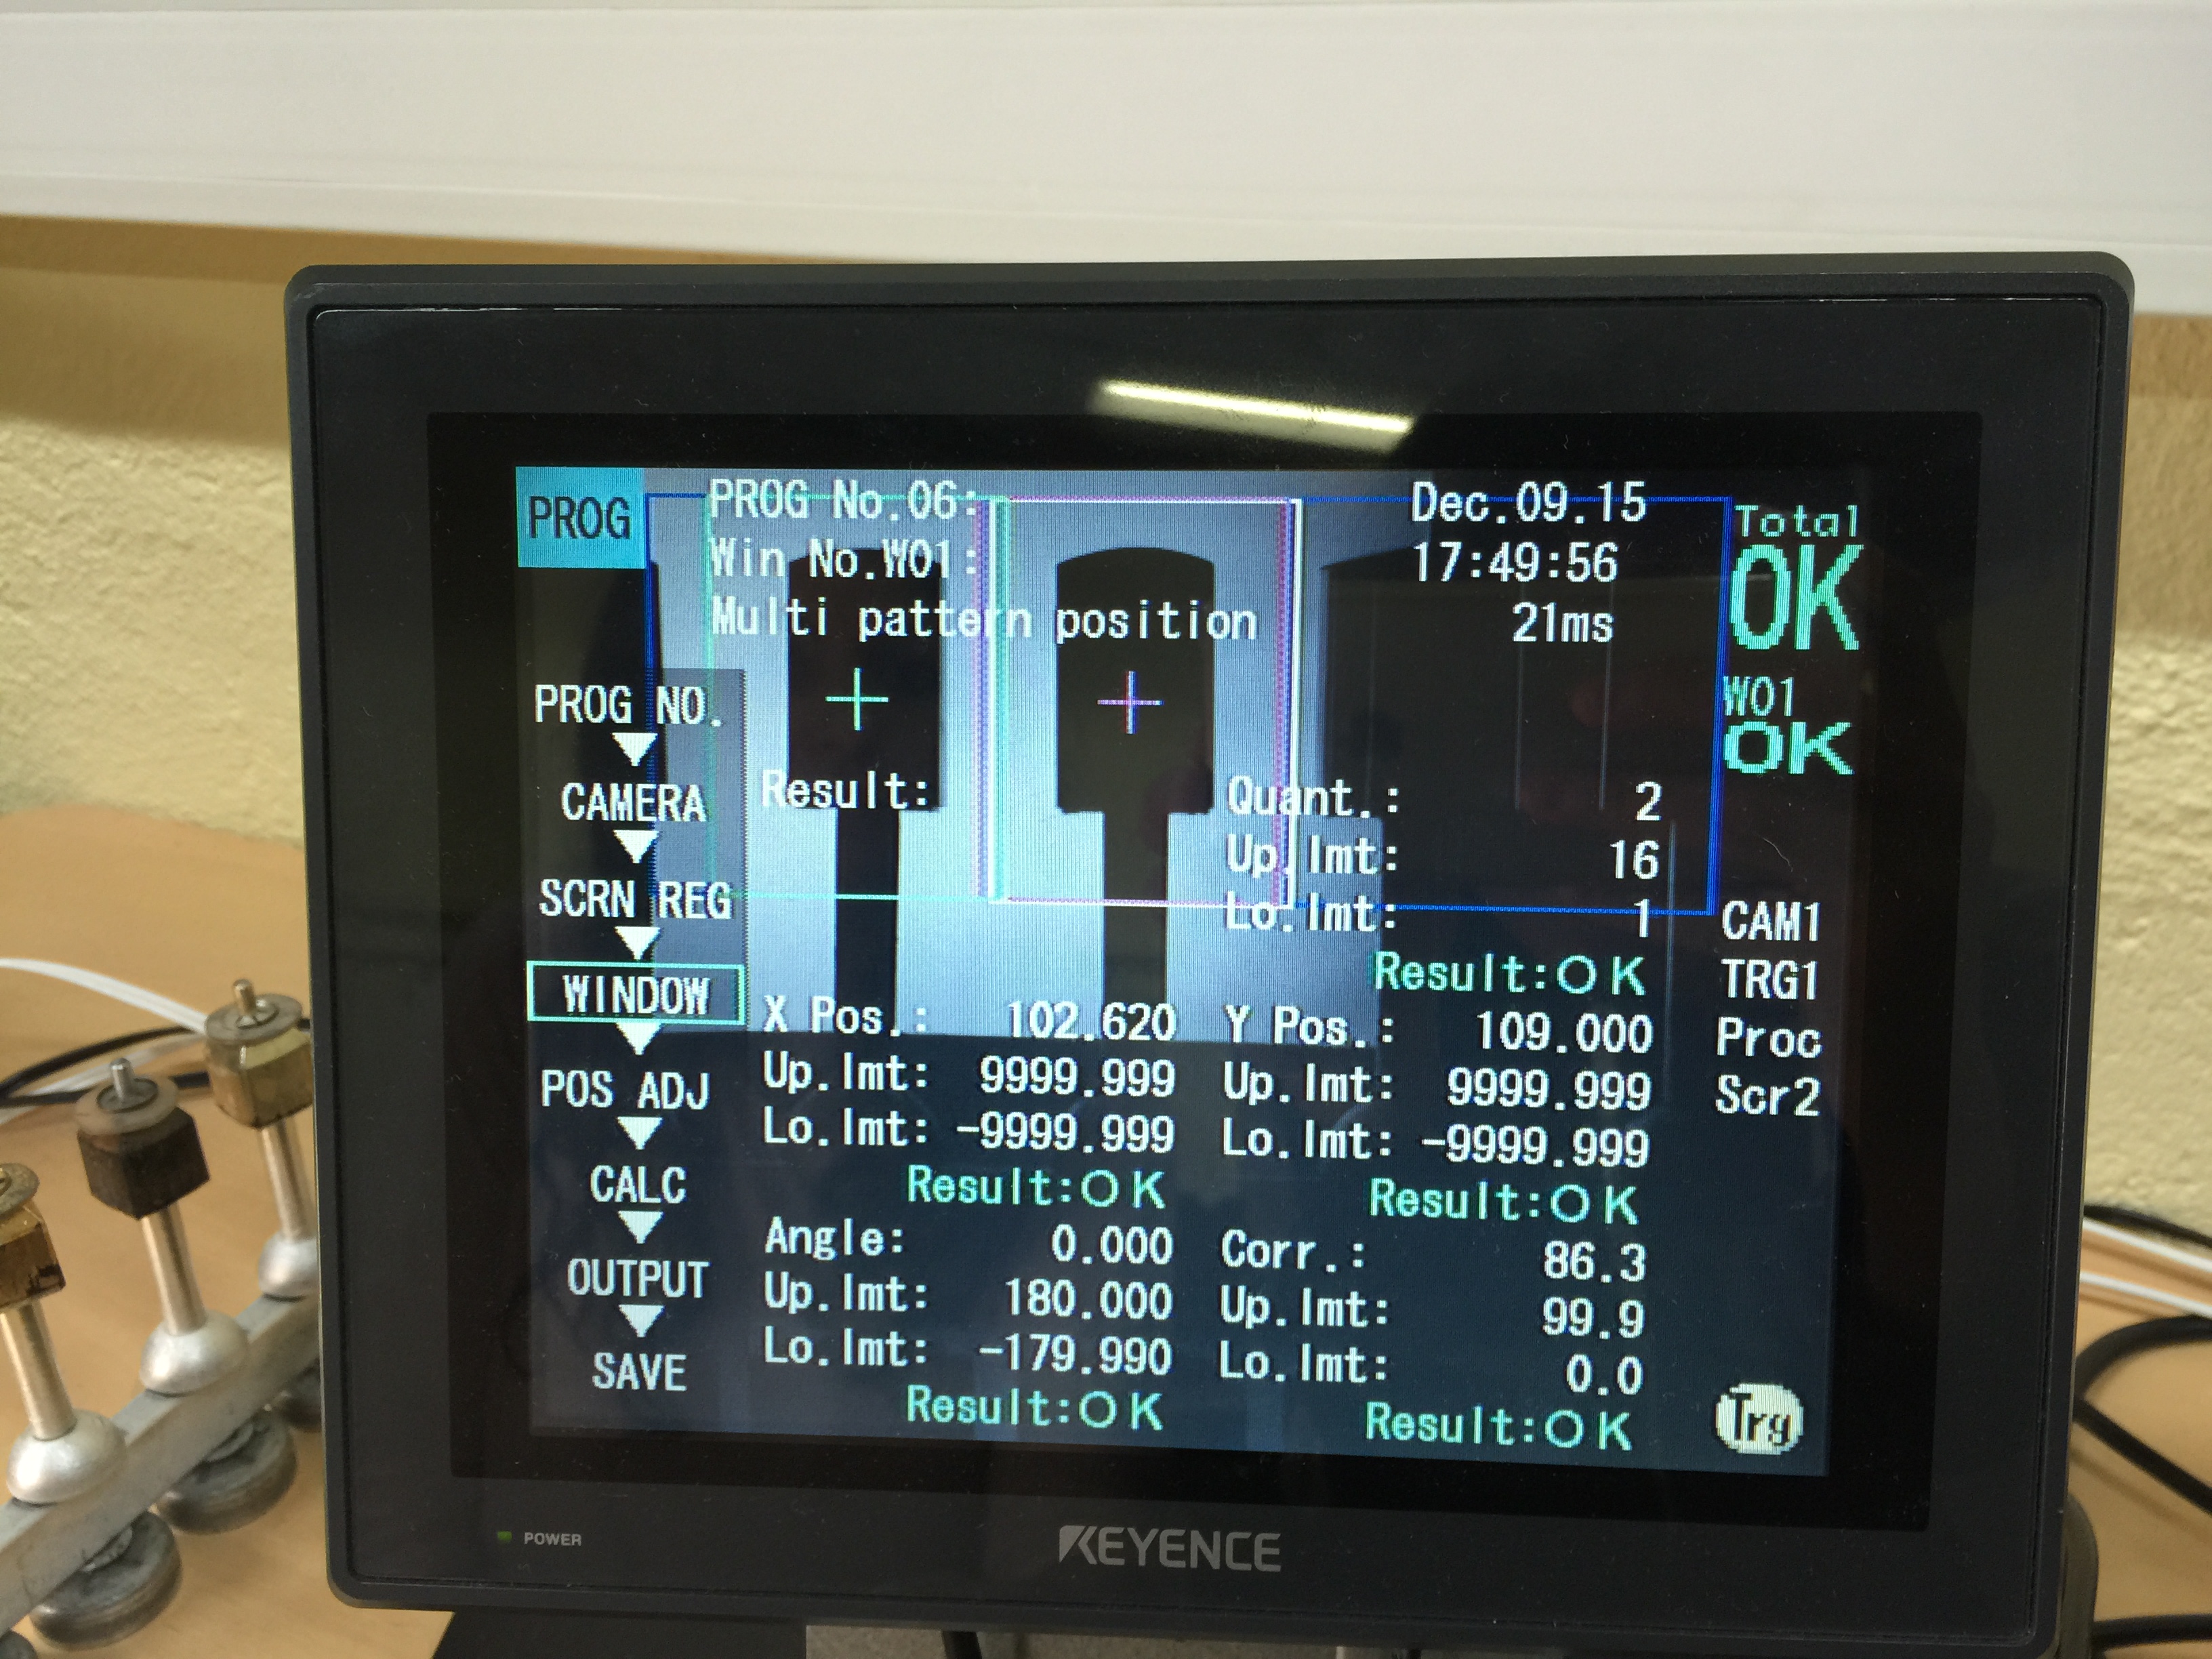 PROG
PROG No.06:
Dec.09.15
Total
OK
Win No.W01:
17:49:56
Multi pattern position
21ms
W01
OK
PROG NO.
CAMERA
SCRN REG
WINDOW
POS ADJ
CALC
OUTPUT
SAVE
Result:
Quant.: 2
Up.lmt: 16
Lo.lmt: 1
Result:OK
X Pos.: 102.620 Y Pos.: 109.000
Up.lmt: 9999.999 Up.lmt: 9999.999
Lo.lmt: -9999.999 Lo.lmt: -9999.999
Result:OK Result:OK
Angle: 0.000 Corr.: 86.3
Up.lmt: 180.000 Up.lmt: 99.9
Lo.lmt: -179.990 Lo.lmt: 0.0
Result:OK Result:OK
CAM1
TRG1
Proc
Scr2
Trg
POWER
KEYENCE